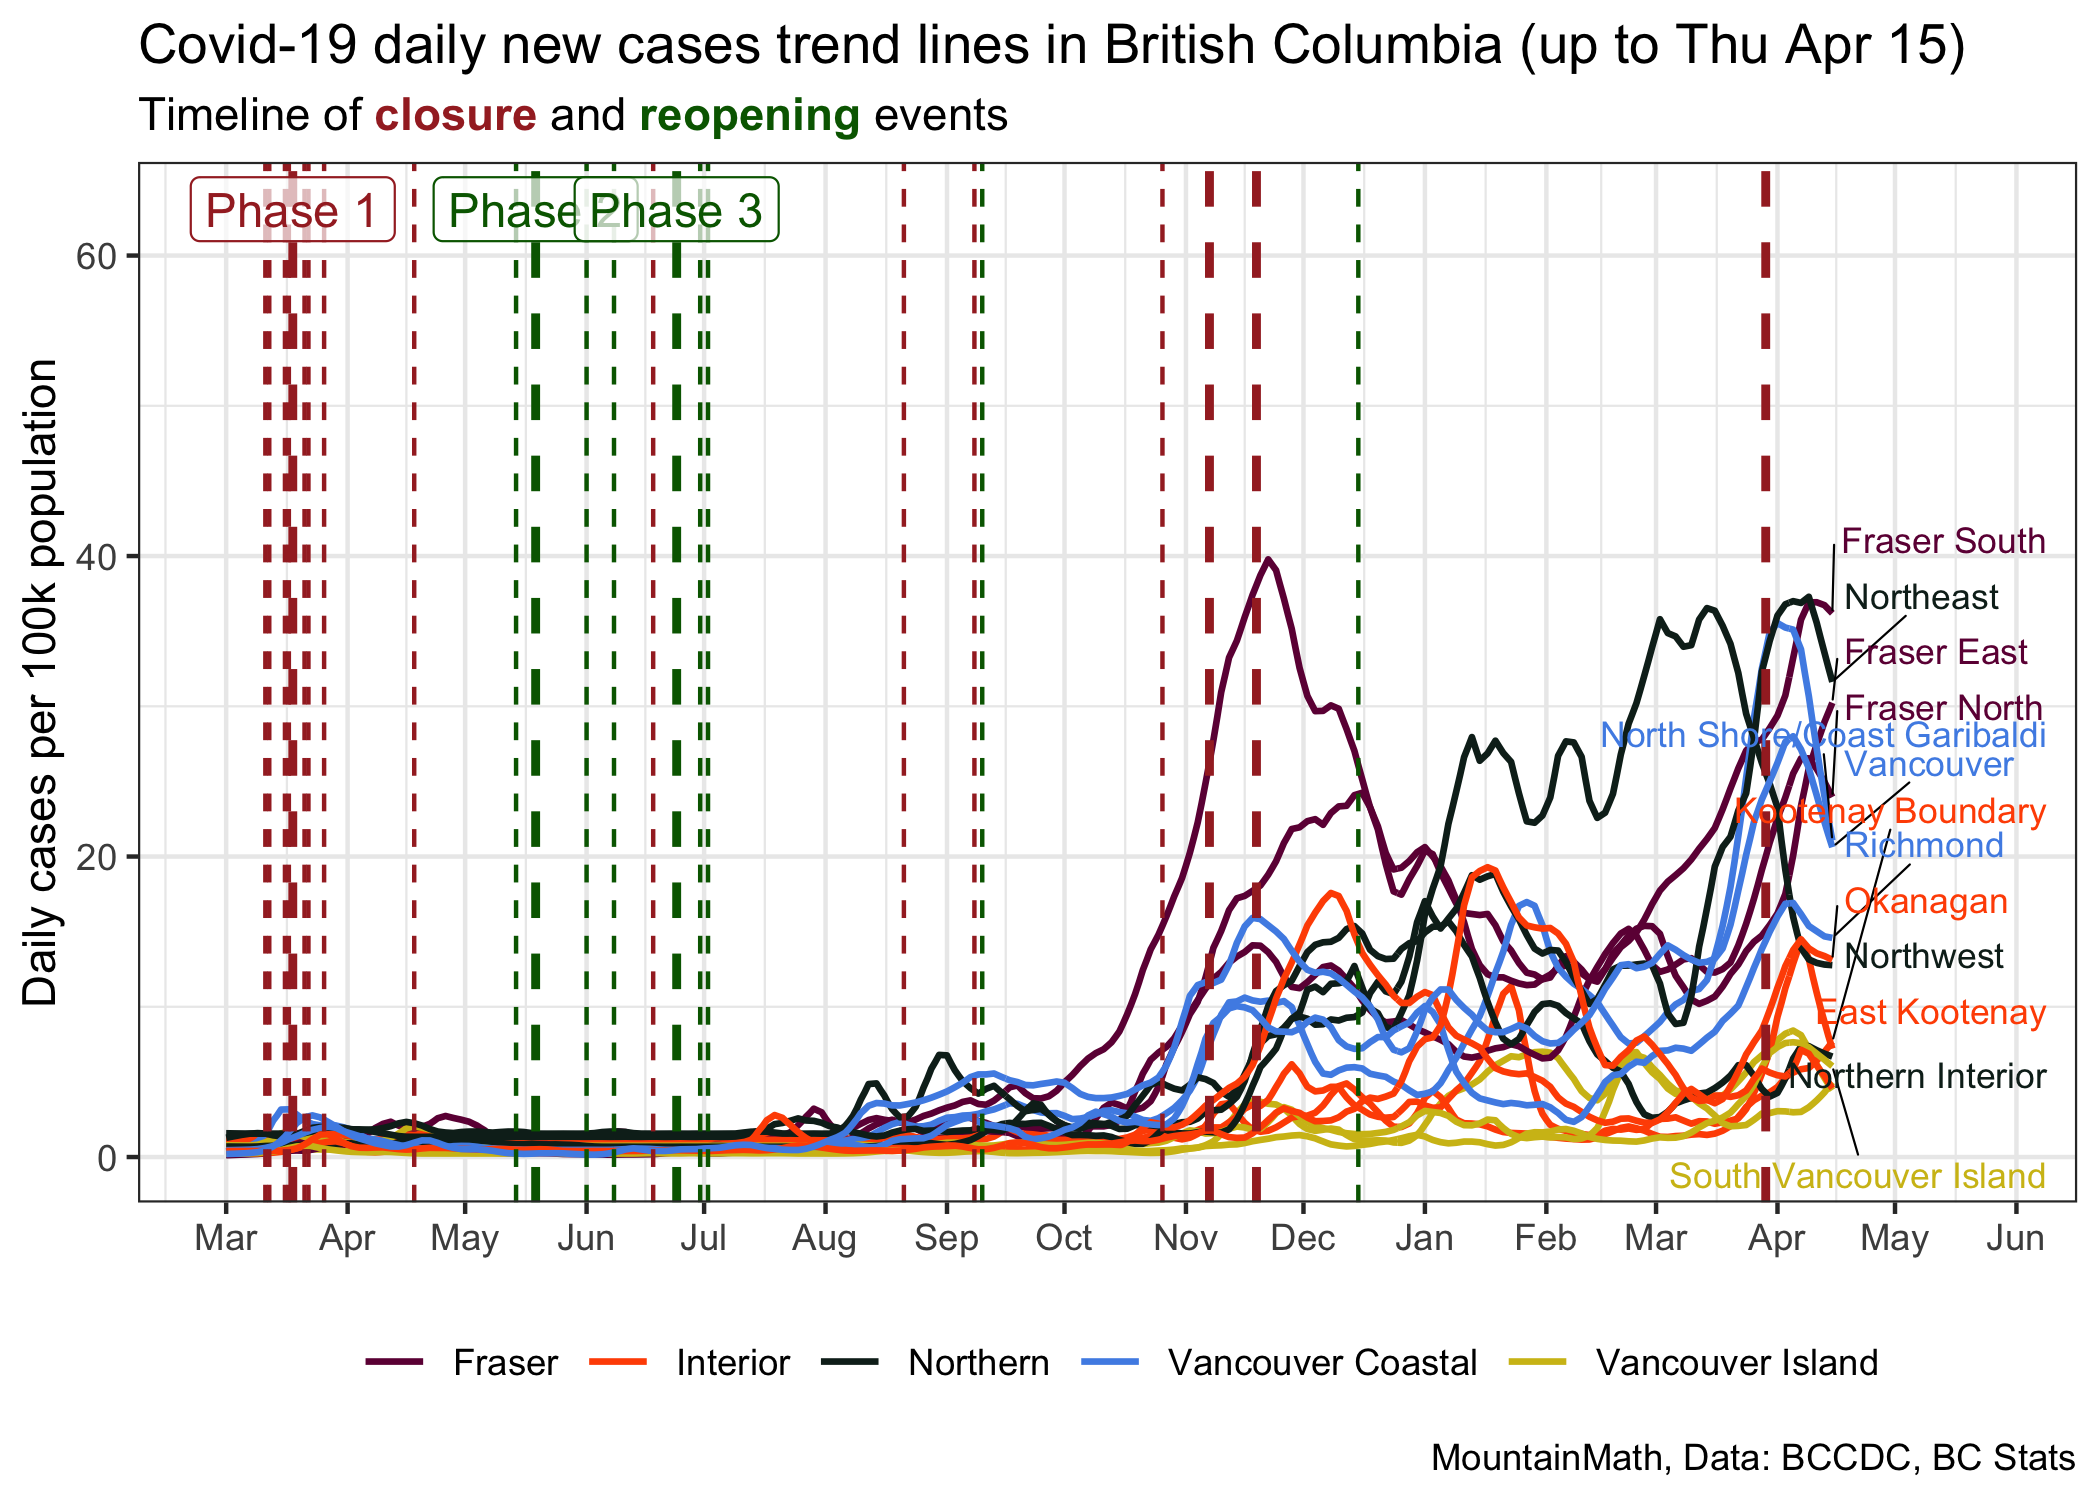 Covid-19 daily new cases trend lines in British Columbia (up to Thu Apr 15)
Timeline of closure and reopening events
Phase 1
Phase 2
Phase 3
Daily cases per 100k population
60
40
20
0
Fraser South
Northeast
Fraser East
Fraser North
North Shore/Coast Garibaldi
Vancouver
Kootenay Boundary
Richmond
Okanagan
Northwest
East Kootenay
Northern Interior
South Vancouver Island
Mar Apr May Jun Jul Aug Sep Oct Nov Dec Jan Feb Mar Apr May Jun
Fraser Interior Northern Vancouver Coastal Vancouver Island
MountainMath, Data: BCCDC, BC Stats